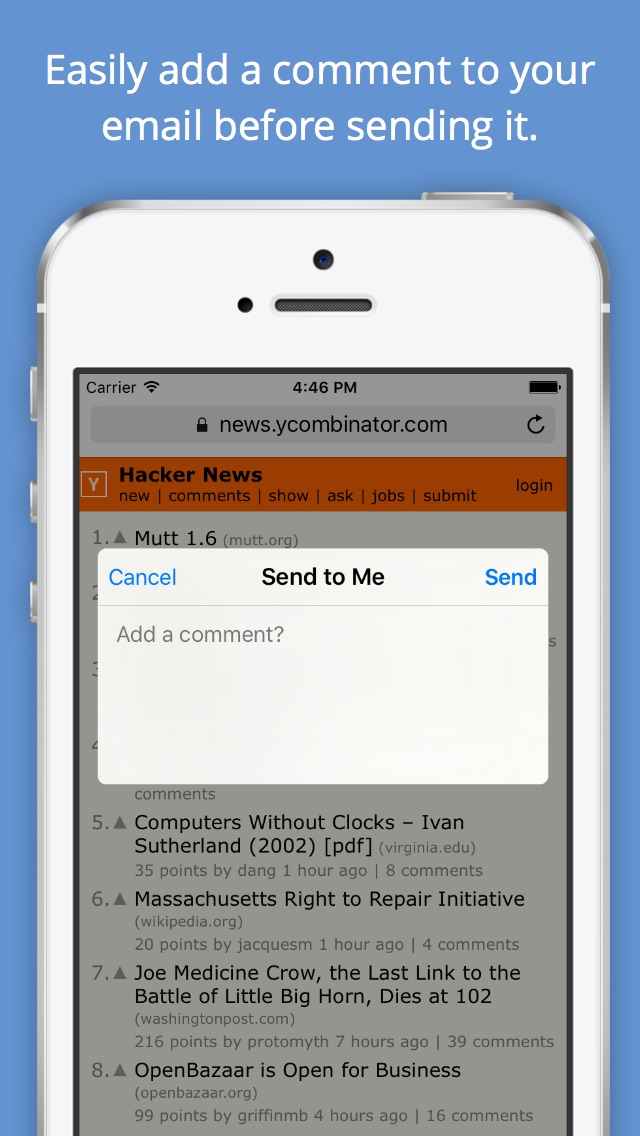 Easily add a comment to your
email before sending it.
Carrier 4:46 PM
news.ycombinator.com
Y Hacker News
new | comments | show | ask | jobs | submit login
1. Mutt 1.6 (mutt.org)
Cancel Send to Me Send
Add a comment?
comments
5. Computers Without Clocks – Ivan
Sutherland (2002) [pdf] (virginia.edu)
35 points by dang 1 hour ago | 8 comments
6. Massachusetts Right to Repair Initiative
(wikipedia.org)
20 points by jacquesm 1 hour ago | 4 comments
7. Joe Medicine Crow, the Last Link to the
Battle of Little Big Horn, Dies at 102
(washingtonpost.com)
216 points by protomyth 7 hours ago | 39 comments
8. OpenBazaar is Open for Business
(openbazaar.org)
99 points by griffinmb 4 hours ago | 16 comments